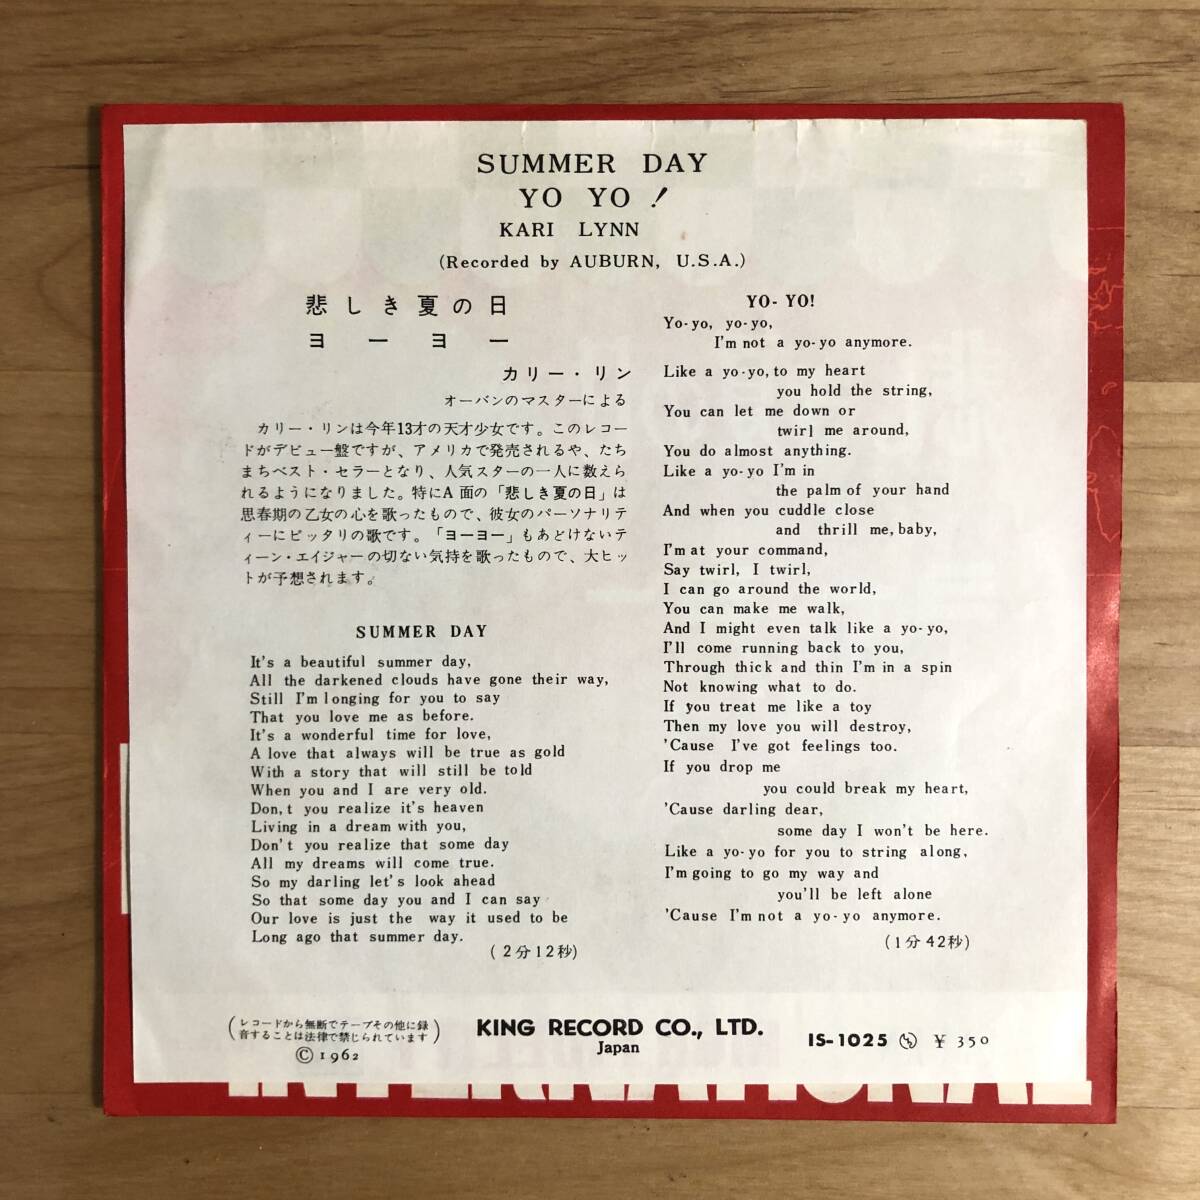 SUMMER DAY
YO YO !
KARI LYNN
(Recorded by AUBURN, U.S.A.)
悲しき夏の日
ヨーヨー
カリー・リン
オーバンのマスターによる
カリー・リンは今年13才の天才少女です。このレコー
ドがデビュー盤ですが、アメリカで発売されるや、たち
まちベスト・セラーとなり、人気スターの一人に数えら
れるようになりました。特にA面の「悲しき夏の日」は
思春期の乙女の心を歌ったもので、彼女のパーソナリテ
ィーにピッタリの歌です。「ヨーヨー」もあどけないテ
ィーン・エイジャーの切ない気持を歌ったもので、大ヒッ
トが予想されます。
SUMMER DAY
It's a beautiful summer day,
All the darkened clouds have gone their way,
Still I'm longing for you to say
That you love me as before.
It's a wonderful time for love,
A love that always will be true as gold
With a story that will still be told
When you and I are very old.
Don,t you realize it's heaven
Living in a dream with you,
Don't you realize that some day
All my dreams will come true.
So my darling let's look ahead
So that some day you and I can say
Our love is just the way it used to be
Long ago that summer day.
(2分12秒)
YO-YO!
Yo-yo, yo-yo,
I'm not a yo-yo anymore.
Like a yo-yo, to my heart
you hold the string,
You can let me down or
twirl me around,
You do almost anything.
Like a yo-yo I'm in
the palm of your hand
And when you cuddle close
and thrill me, baby,
I'm at your command,
Say twirl, I twirl,
I can go around the world,
You can make me walk,
And I might even talk like a yo-yo,
I'll come running back to you,
Through thick and thin I'm in a spin
Not knowing what to do.
If you treat me like a toy
Then my love you will destroy,
'Cause I've got feelings too.
If you drop me
you could break my heart,
'Cause darling dear,
some day I won't be here.
Like a yo-yo for you to string along,
I'm going to go my way and
you'll be left alone
'Cause I'm not a yo-yo anymore.
(1分42秒)
(レコードから無断でテープその他に録
音することは法律で禁じられています)
© 1962
KING RECORD CO., LTD.
Japan
IS-1025 ¥ 350
INTERNATIONAL